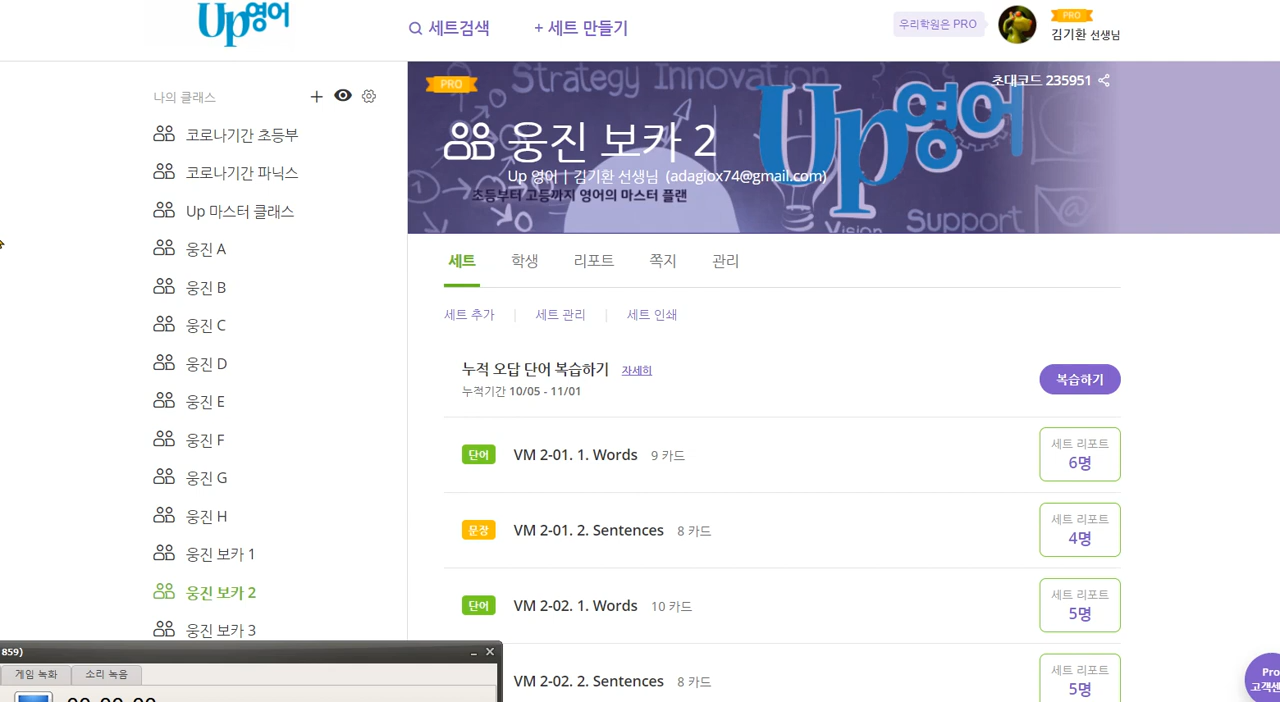 Up영어
세트검색
+ 세트 만들기
우리학원은 PRO
PRO
김기환 선생님
나의 클래스
코로나기간 초등부
코로나기간 파닉스
Up 마스터 클래스
웅진 A
웅진 B
웅진 C
웅진 D
웅진 E
웅진 F
웅진 G
웅진 H
웅진 보카 1
웅진 보카 2
웅진 보카 3
PRO
Strategy Innovation
초대코드 235951
웅진 보카 2
Up영어
Up 영어 | 김기환 선생님 (adagiox74@gmail.com)
초등부터 고등까지 영어의 마스터 플랜
Support
Vision
세트 학생 리포트 쪽지 관리
세트 추가 | 세트 관리 | 세트 인쇄
누적 오답 단어 복습하기 자세히
누적기간 10/05 - 11/01
복습하기
단어 VM 2-01. 1. Words 9 카드
세트 리포트
6명
문장 VM 2-01. 2. Sentences 8 카드
세트 리포트
4명
단어 VM 2-02. 1. Words 10 카드
세트 리포트
5명
VM 2-02. 2. Sentences 8 카드
세트 리포트
5명
859)
게임 녹화 소리 녹음
00:00:00
Pro
고객센